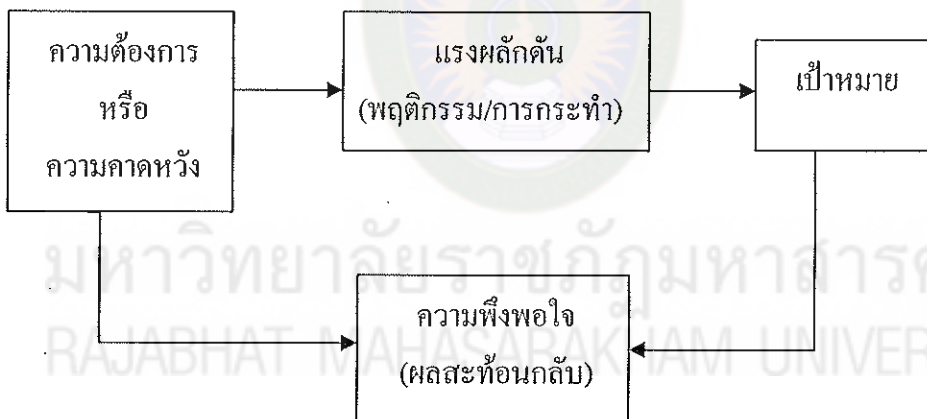 ความต้องการ
หรือ
ความคาดหวัง
แรงผลักดัน
(พฤติกรรม/การกระทำ)
เป้าหมาย
มหาวิทยาลัยราชภัฏมหาสารค
RAJABHAT MAHASARAKHAM UNIVER
ความพึงพอใจ
(ผลสะท้อนกลับ)